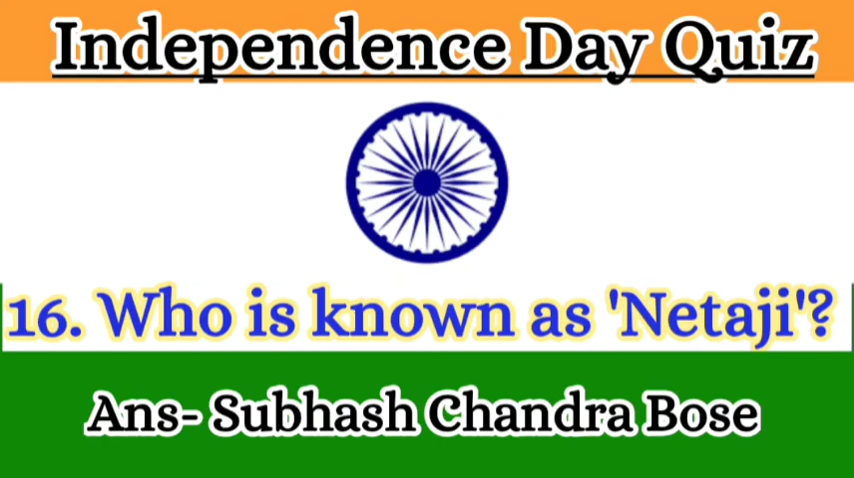 Independence Day Quiz
16. Who is known as 'Netaji'?
Ans- Subhash Chandra Bose